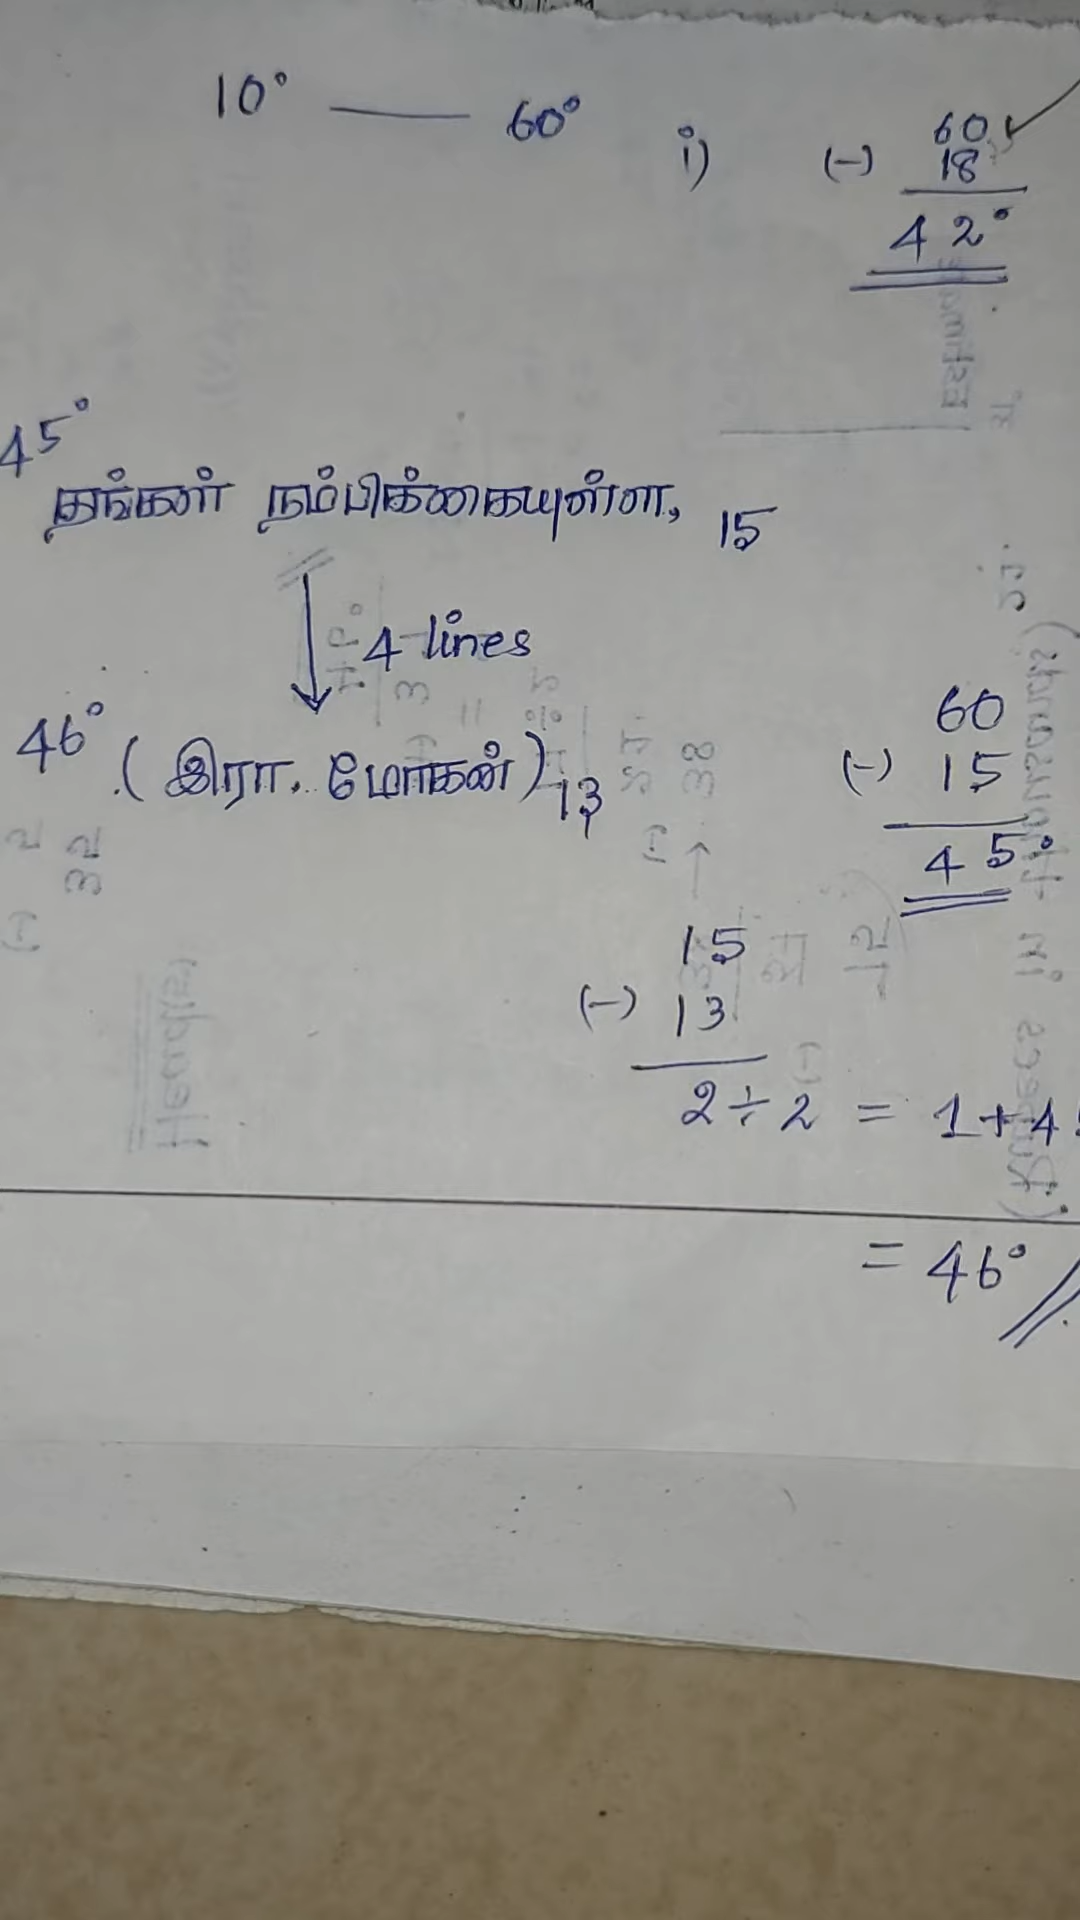 10° — 60°
i) (-) 60
18
42°
45°
தங்கள் நம்பிக்கையுள்ள, 15
4 lines
46° (இரா. மோகன்) 13
60
(-) 15
45°
15
(-) 13
2 ÷ 2 = 1 + 4
= 46°